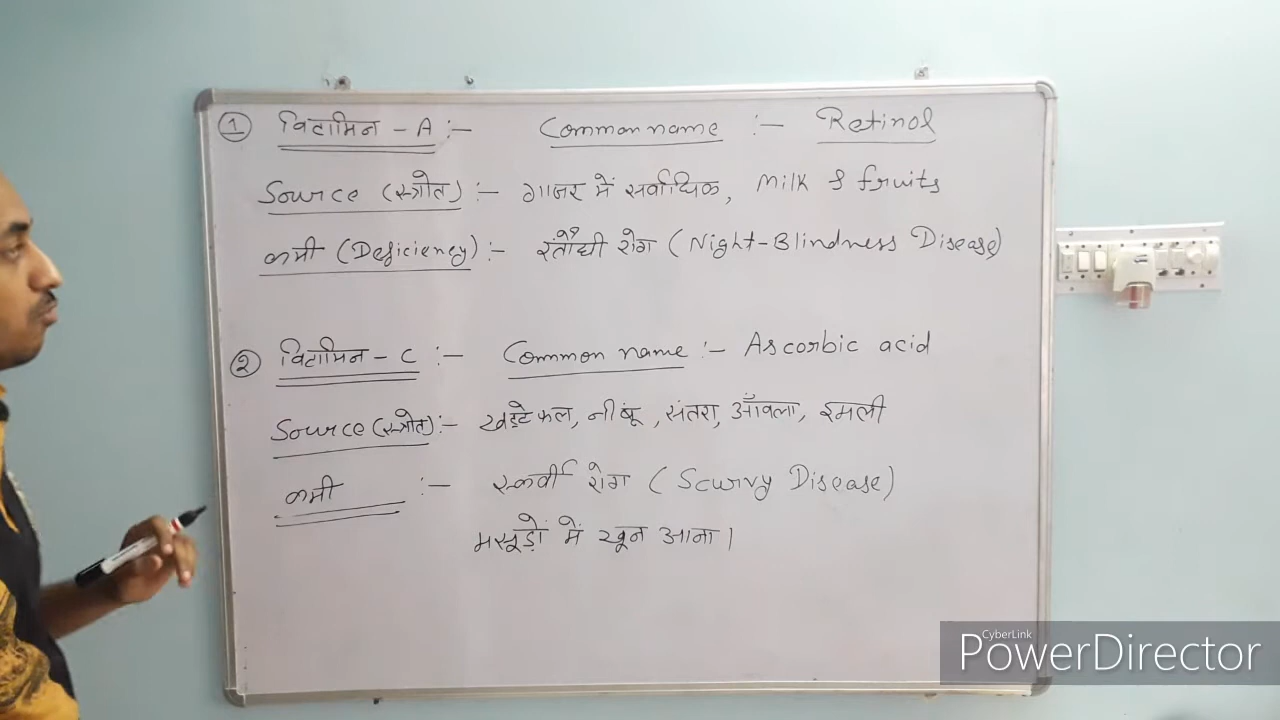 ① विटामिन - A :- Common name :- Retinol
Source (स्त्रोत) :- गाजर में सर्वाधिक, Milk & fruits
कमी (Deficiency) :- रतौंधी रोग (Night-Blindness Disease)
② विटामिन - C :- Common name :- Ascorbic acid
Source (स्त्रोत) :- खट्टे फल, नींबू, संतरा, आँवला, इमली
कमी :- स्कर्वी रोग (Scurvy Disease)
मसूड़ों में खून आना।
CyberLink
PowerDirector